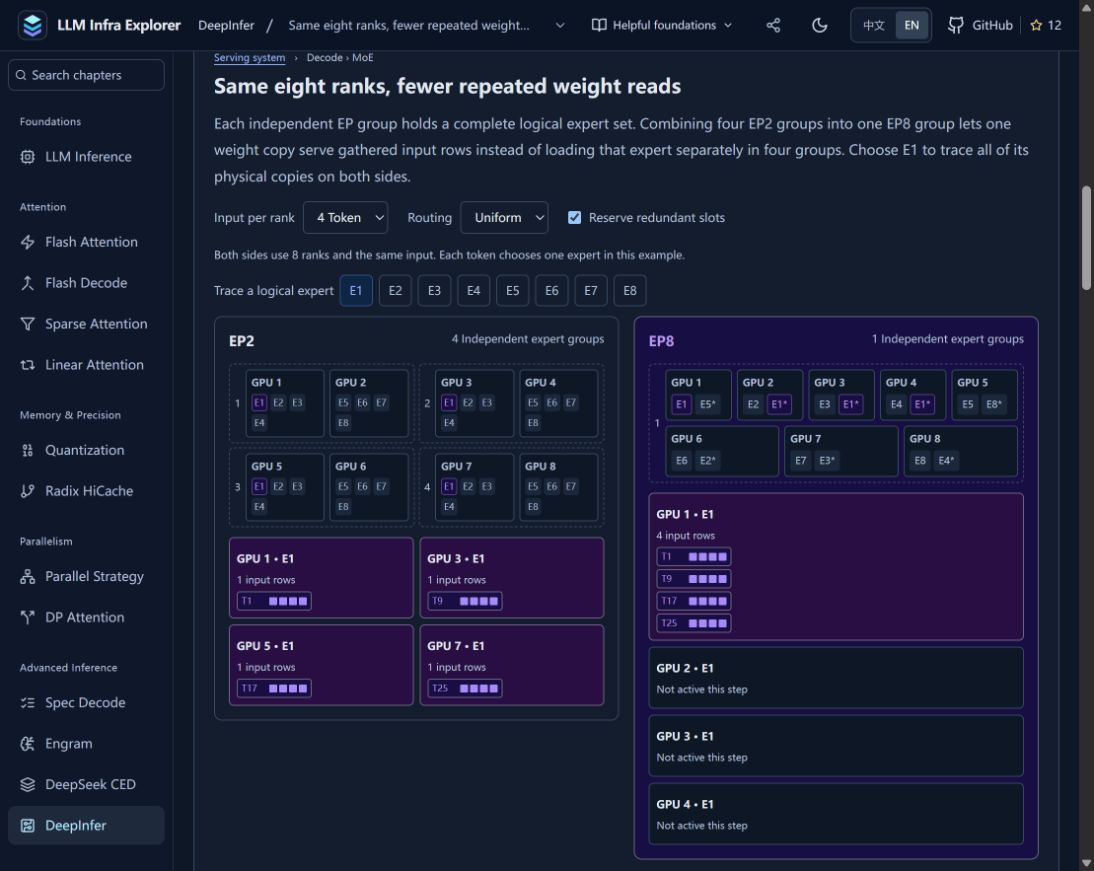 LLM Infra Explorer
DeepInfer / Same eight ranks, fewer repeated weight...
Helpful foundations
中文 EN
GitHub
12
Search chapters
Foundations
LLM Inference
Attention
Flash Attention
Flash Decode
Sparse Attention
Linear Attention
Memory & Precision
Quantization
Radix HiCache
Parallelism
Parallel Strategy
DP Attention
Advanced Inference
Spec Decode
Engram
DeepSeek CED
DeepInfer
Serving system › Decode › MoE
Same eight ranks, fewer repeated weight reads
Each independent EP group holds a complete logical expert set. Combining four EP2 groups into one EP8 group lets one
weight copy serve gathered input rows instead of loading that expert separately in four groups. Choose E1 to trace all of its
physical copies on both sides.
Input per rank 4 Token Routing Uniform Reserve redundant slots
Both sides use 8 ranks and the same input. Each token chooses one expert in this example.
Trace a logical expert E1 E2 E3 E4 E5 E6 E7 E8
EP2 4 Independent expert groups
1
GPU 1
E1 E2 E3
E4
GPU 2
E5 E6 E7
E8
2
GPU 3
E1 E2 E3
E4
GPU 4
E5 E6 E7
E8
3
GPU 5
E1 E2 E3
E4
GPU 6
E5 E6 E7
E8
4
GPU 7
E1 E2 E3
E4
GPU 8
E5 E6 E7
E8
GPU 1 • E1
1 input rows
T1
GPU 3 • E1
1 input rows
T9
GPU 5 • E1
1 input rows
T17
GPU 7 • E1
1 input rows
T25
EP8 1 Independent expert groups
1
GPU 1
E1 E5*
GPU 2
E2 E1*
GPU 3
E3 E1*
GPU 4
E4 E1*
GPU 5
E5 E8*
GPU 6
E6 E2*
GPU 7
E7 E3*
GPU 8
E8 E4*
GPU 1 • E1
4 input rows
T1
T9
T17
T25
GPU 2 • E1
Not active this step
GPU 3 • E1
Not active this step
GPU 4 • E1
Not active this step